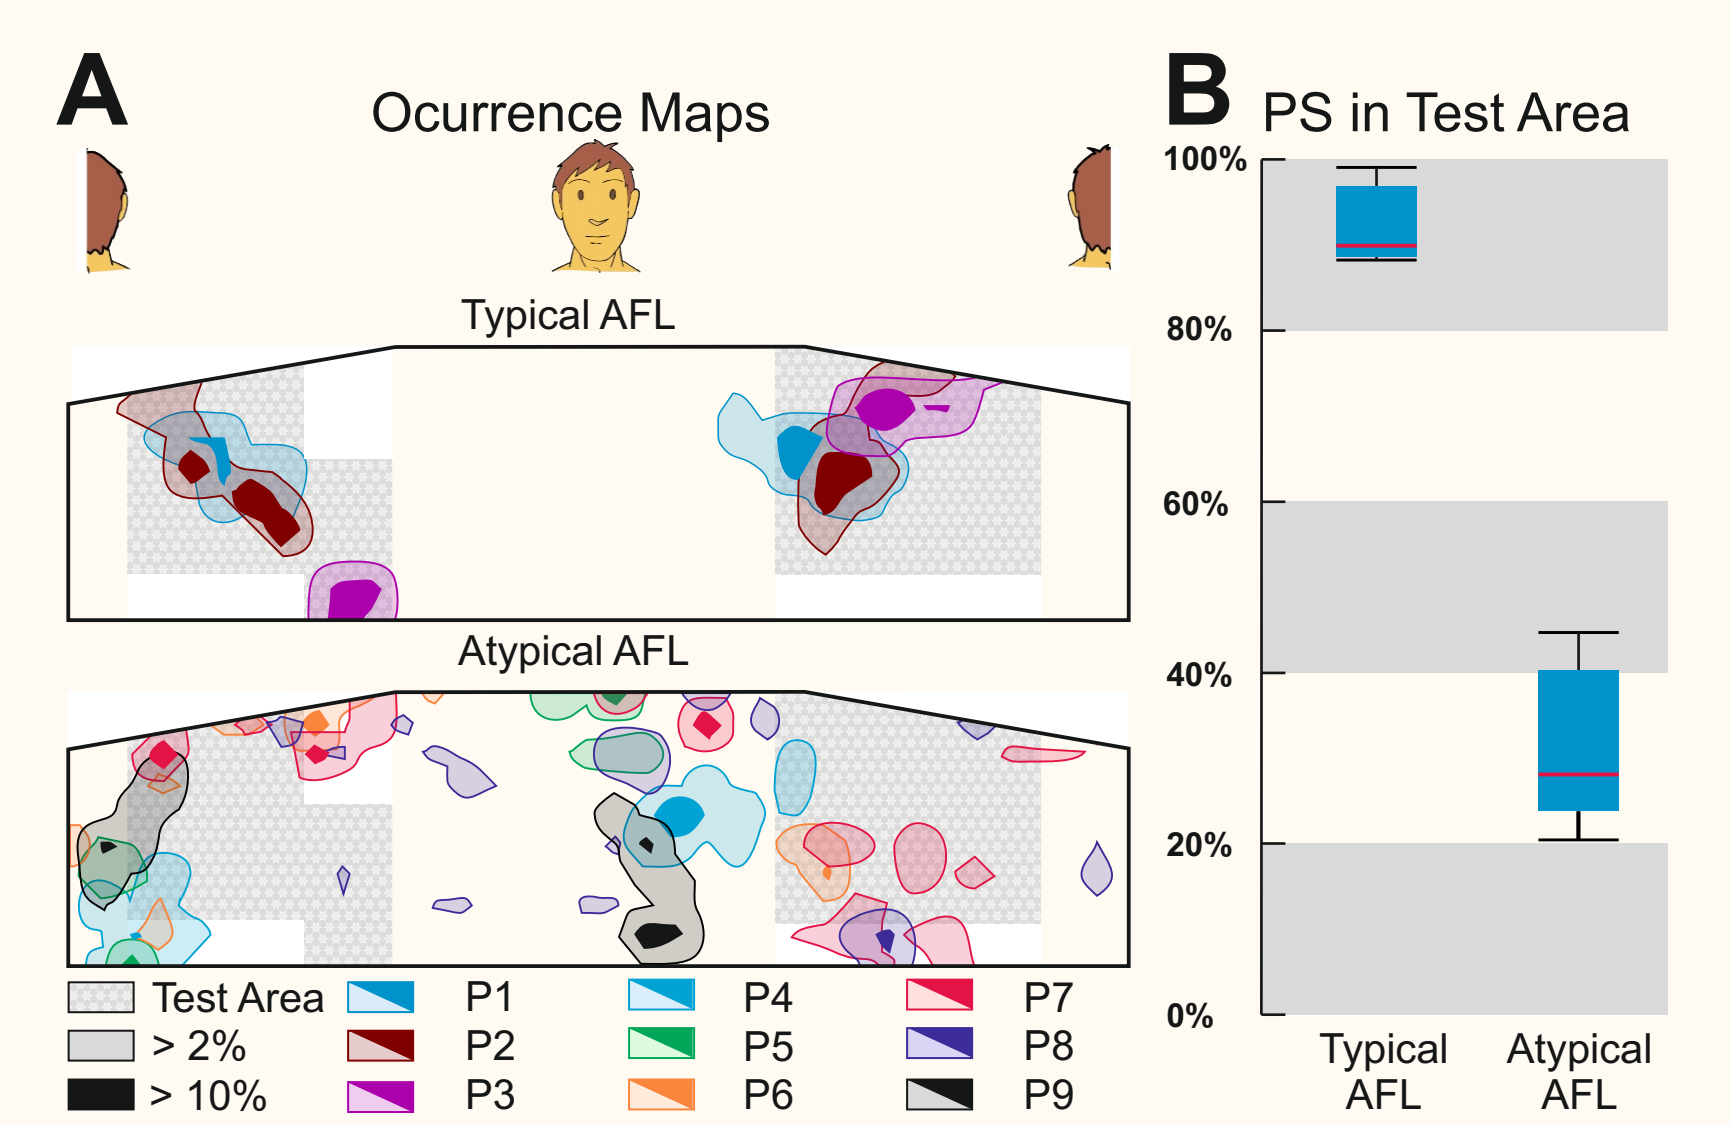 A
Ocurrence Maps
Typical AFL
Atypical AFL
Test Area
P1
P4
P7
> 2%
P2
P5
P8
> 10%
P3
P6
P9
B
PS in Test Area
100%
80%
60%
40%
20%
0%
Typical
AFL
Atypical
AFL